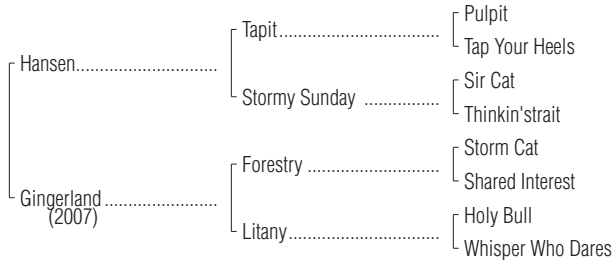 Pulpit
Tapit
Tap Your Heels
Hansen
Sir Cat
Stormy Sunday
Thinkin'strait
Storm Cat
Forestry
Shared Interest
Gingerland
(2007)
Holy Bull
Litany
Whisper Who Dares